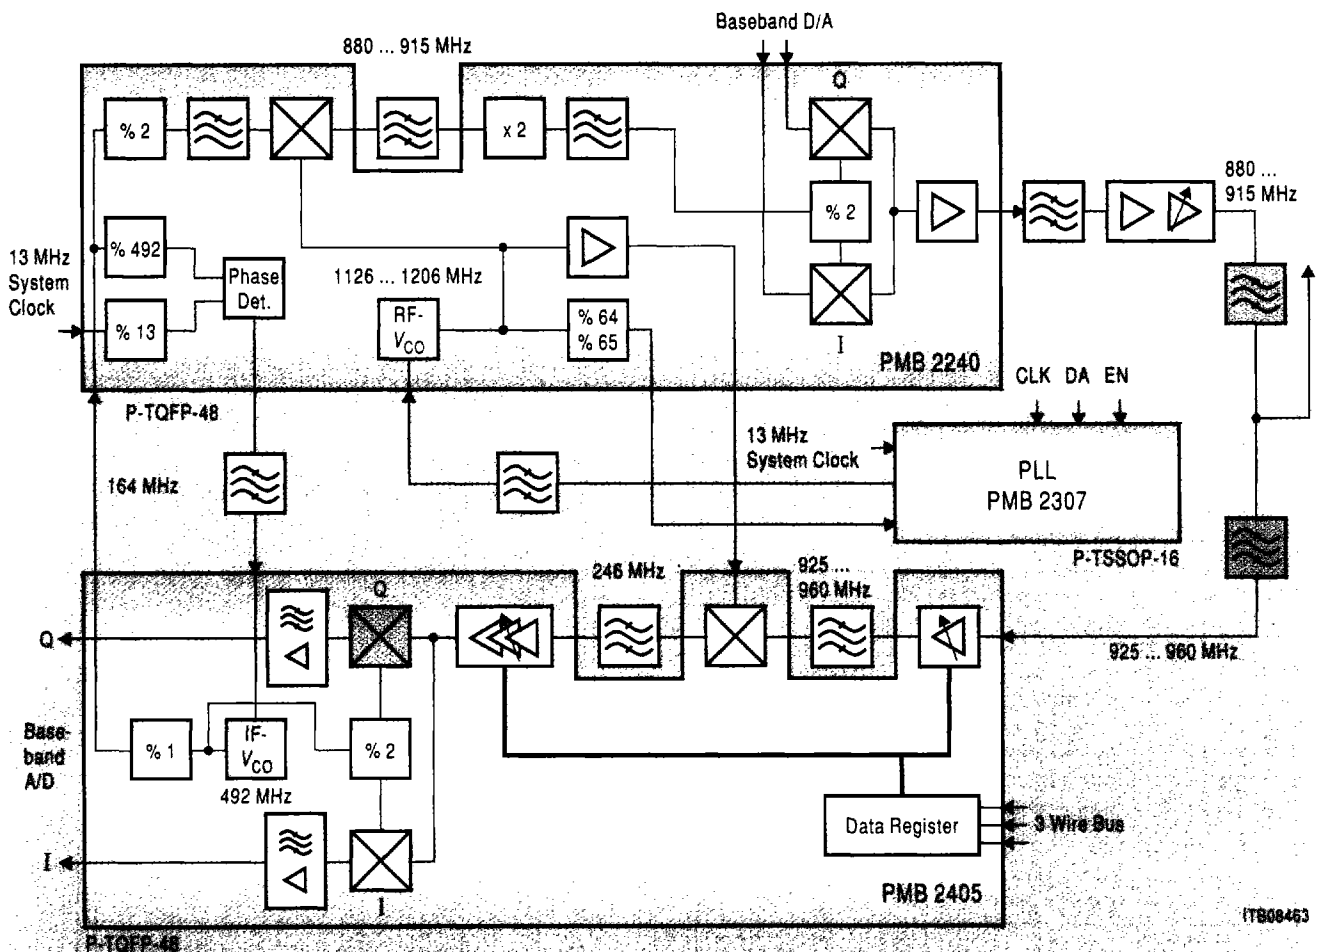 Baseband D/A
880 ... 915 MHz
Q
% 2
x 2
% 2
880 ...
915 MHz
% 492
13 MHz
System
Clock
Phase
Det.
1126 ... 1206 MHz
% 13
RF-
VCO
% 64
% 65
I
PMB 2240
P-TQFP-48
CLK DA EN
13 MHz
System Clock
PLL
PMB 2307
164 MHz
P-TSSOP-16
246 MHz
925 ...
960 MHz
Q
Q
925 ... 960 MHz
Base-
band
A/D
% 1
IF-
VCO
% 2
492 MHz
Data Register
3 Wire Bus
I
I
PMB 2405
ITB08463
P-TQFP-48